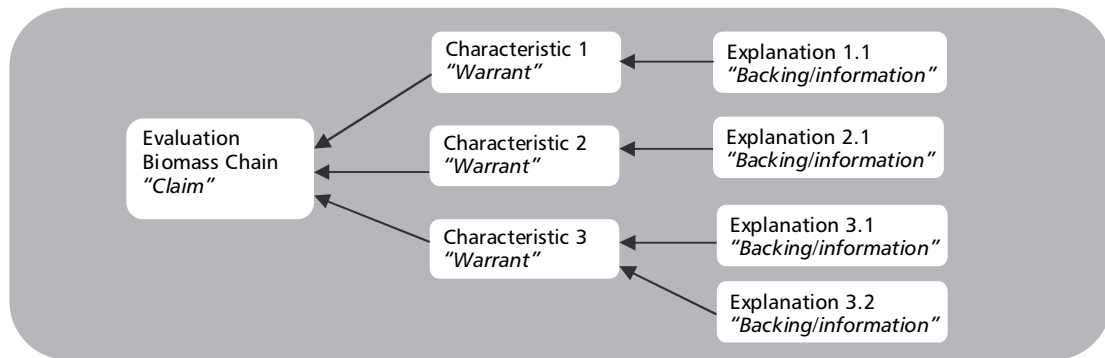 Characteristic 1
“Warrant”
Explanation 1.1
“Backing/information”
Evaluation
Biomass Chain
“Claim”
Characteristic 2
“Warrant”
Explanation 2.1
“Backing/information”
Characteristic 3
“Warrant”
Explanation 3.1
“Backing/information”
Explanation 3.2
“Backing/information”